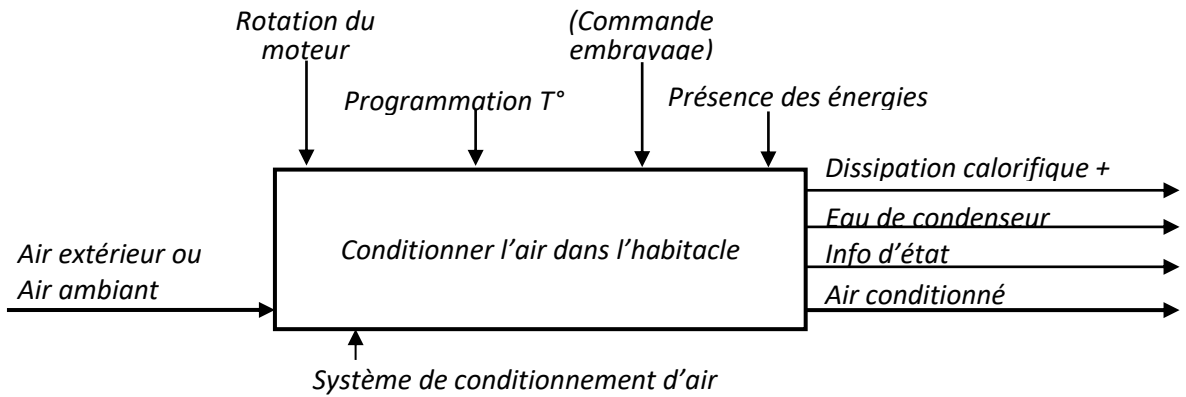 Rotation du
moteur
(Commande
embrayage)
Programmation T°
Présence des énergies
Dissipation calorifique +
Eau de condenseur
Info d'état
Air conditionné
Conditionner l'air dans l'habitacle
Air extérieur ou
Air ambiant
Système de conditionnement d'air